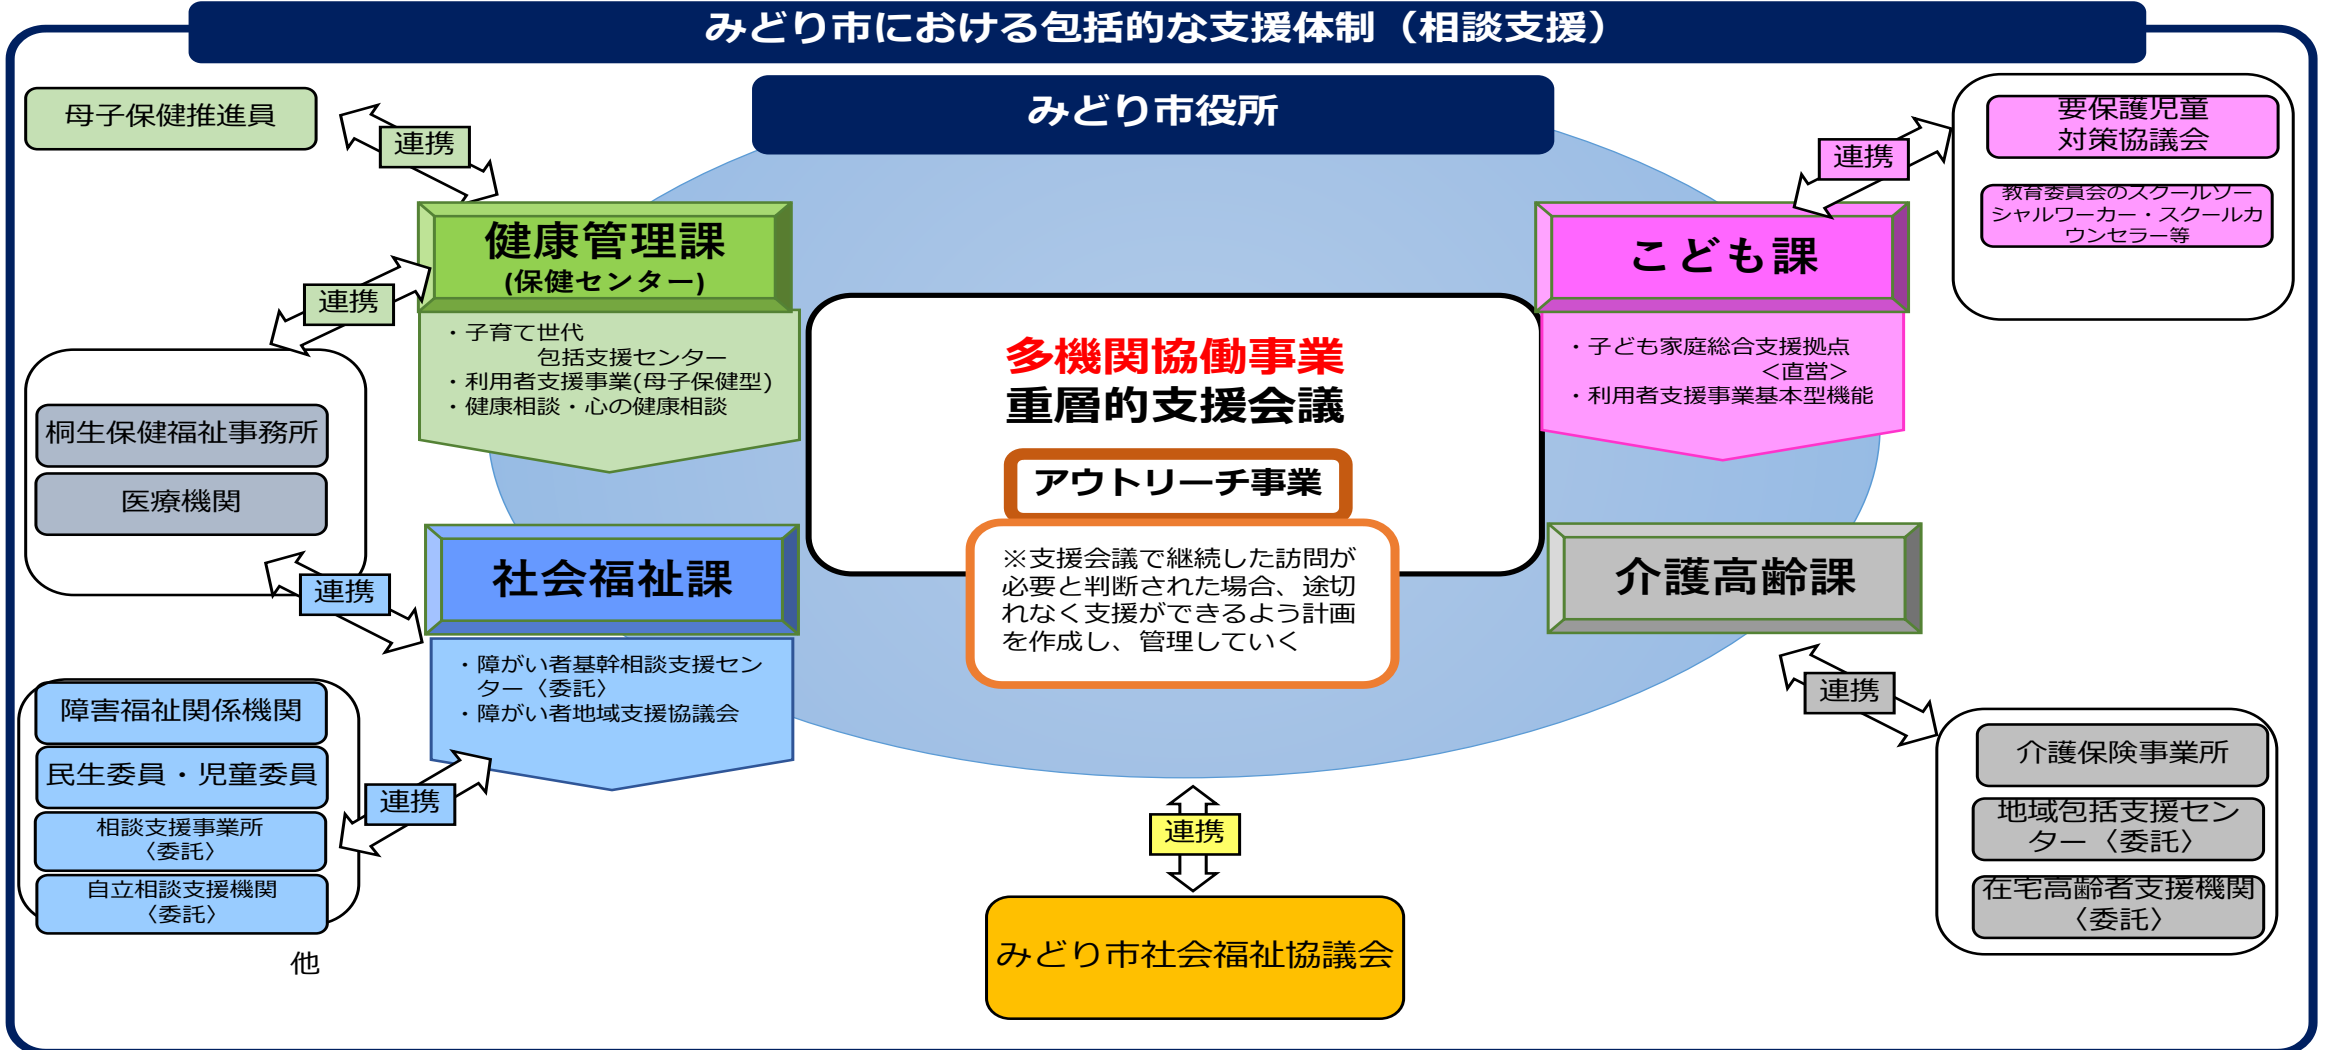 みどり市における包括的な支援体制（相談支援）
みどり市役所
母子保健推進員
連携
健康管理課
(保健センター)
・子育て世代
包括支援センター
・利用者支援事業(母子保健型)
・健康相談・心の健康相談
連携
桐生保健福祉事務所
医療機関
連携
社会福祉課
・障がい者基幹相談支援セン
ター〈委託〉
・障がい者地域支援協議会
連携
障害福祉関係機関
民生委員・児童委員
相談支援事業所
〈委託〉
自立相談支援機関
〈委託〉
他
多機関協働事業
重層的支援会議
アウトリーチ事業
※支援会議で継続した訪問が
必要と判断された場合、途切
れなく支援ができるよう計画
を作成し、管理していく
連携
みどり市社会福祉協議会
こども課
・子ども家庭総合支援拠点
＜直営＞
・利用者支援事業基本型機能
連携
要保護児童
対策協議会
教育委員会のスクールソー
シャルワーカー・スクールカ
ウンセラー等
介護高齢課
連携
介護保険事業所
地域包括支援セン
ター〈委託〉
在宅高齢者支援機関
〈委託〉